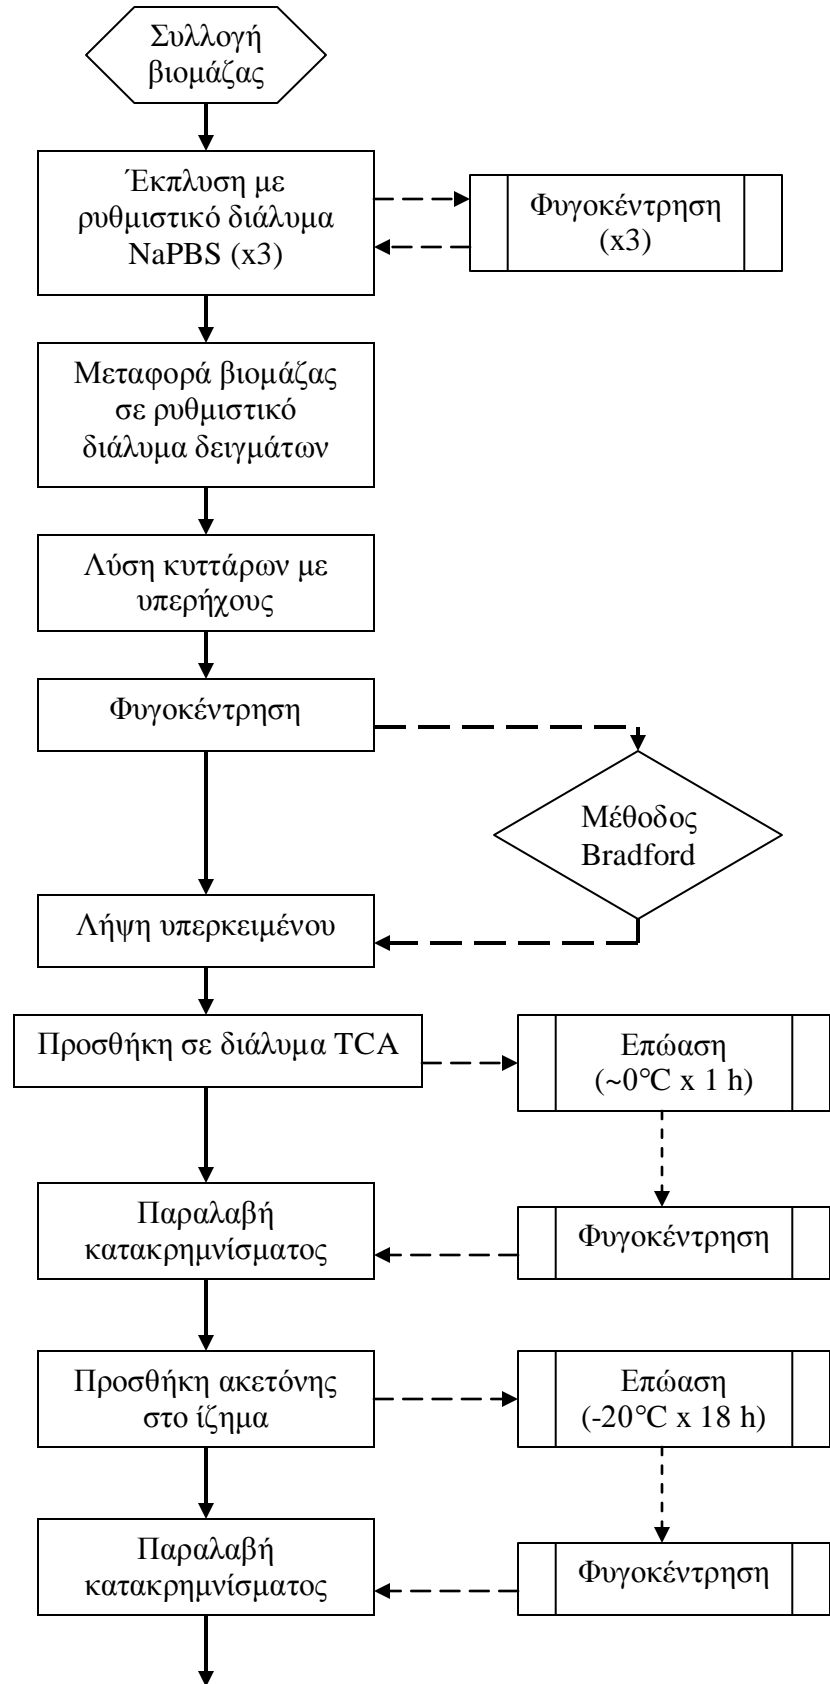 Συλλογή
βιομάζας
Έκπλυση με
ρυθμιστικό διάλυμα
NaPBS (x3)
Φυγοκέντρηση
(x3)
Μεταφορά βιομάζας
σε ρυθμιστικό
διάλυμα δειγμάτων
Λύση κυττάρων με
υπερήχους
Φυγοκέντρηση
Μέθοδος
Bradford
Λήψη υπερκειμένου
Προσθήκη σε διάλυμα TCA
Επώαση
(~0°C x 1 h)
Παραλαβή
κατακρημνίσματος
Φυγοκέντρηση
Προσθήκη ακετόνης
στο ίζημα
Επώαση
(-20°C x 18 h)
Παραλαβή
κατακρημνίσματος
Φυγοκέντρηση